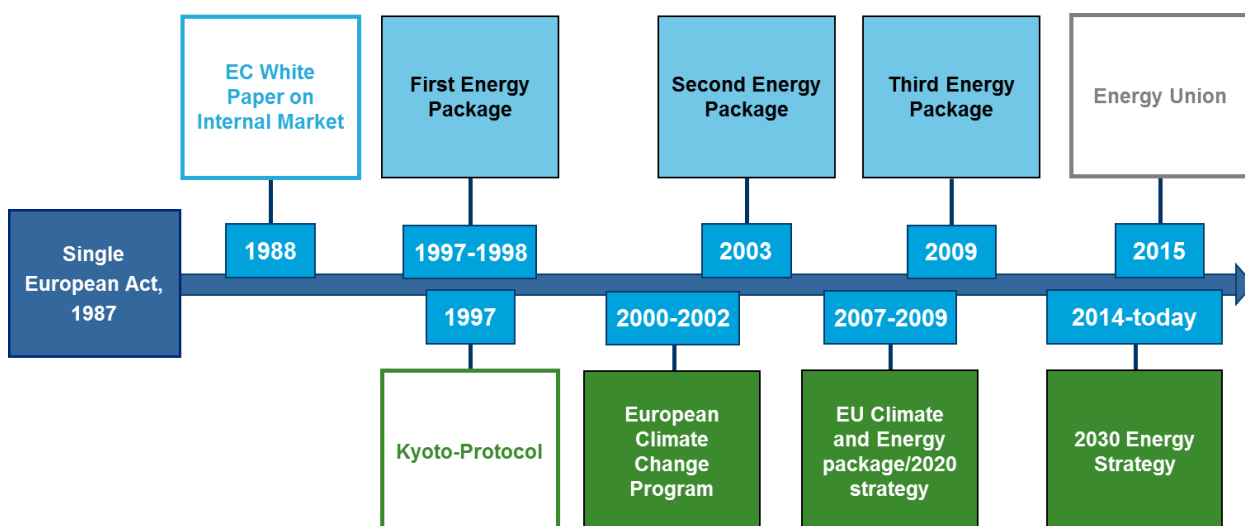 EC White
Paper on
Internal Market
First Energy
Package
Second Energy
Package
Third Energy
Package
Energy Union
Single
European Act,
1987
1988
1997-1998
2003
2009
2015
1997
2000-2002
2007-2009
2014-today
Kyoto-Protocol
European
Climate
Change
Program
EU Climate
and Energy
package/2020
strategy
2030 Energy
Strategy